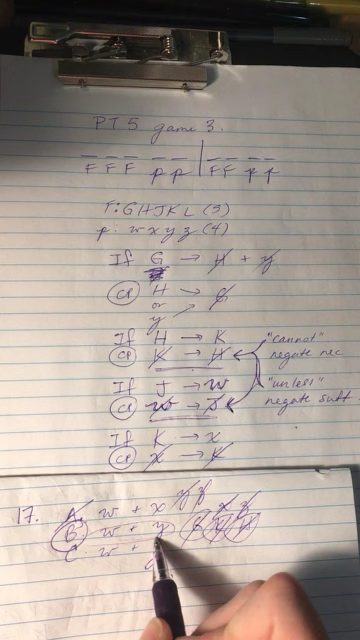 PT 5 game 3.
F F F P P | F F P P
F: G H J K L (3)
P: w x y z (4)
If G → H + y
CP H → G
or
y
If H → K "cannot"
CP K → H negate nec
If J → w "unless"
CP w → J negate suff
If K → x
CP x → K
17. A. w + x y
B. w + y
C. w +